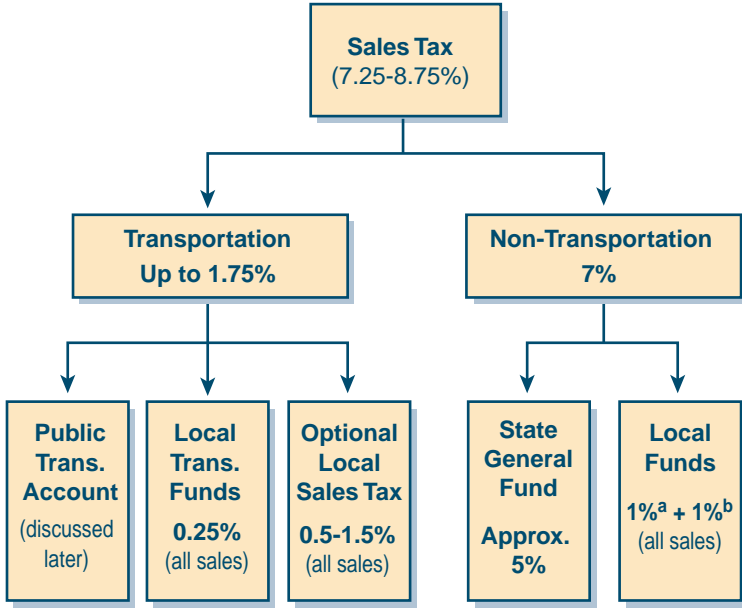 Sales Tax
(7.25-8.75%)
Transportation
Up to 1.75%
Non-Transportation
7%
Public
Trans.
Account
(discussed
later)
Local
Trans.
Funds
0.25%
(all sales)
Optional
Local
Sales Tax
0.5-1.5%
(all sales)
State
General
Fund
Approx.
5%
Local
Funds
1%ᵃ + 1%ᵇ
(all sales)